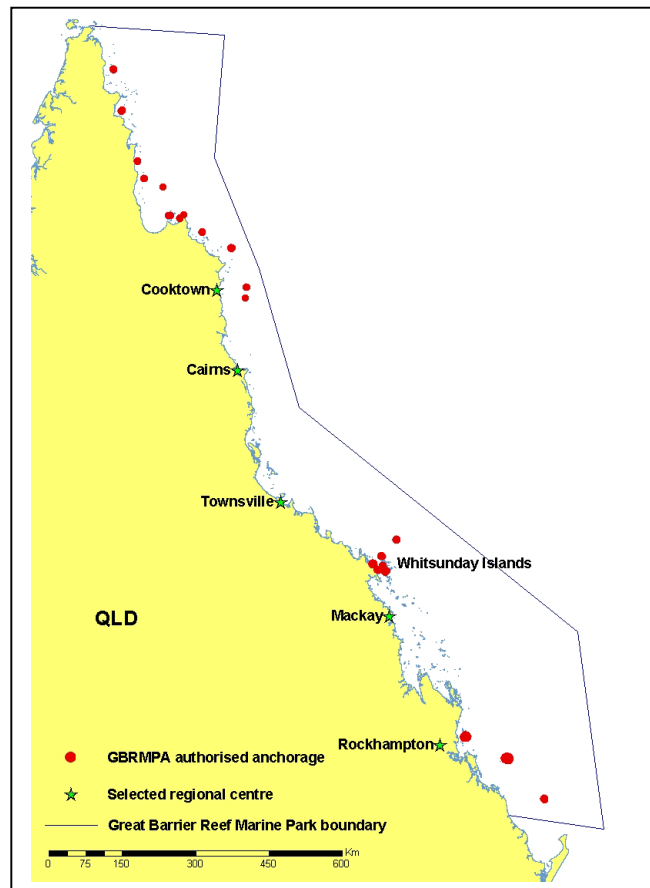 Cooktown
Cairns
Townsville
Whitsunday Islands
QLD
Mackay
Rockhampton
GBRMPA authorised anchorage
Selected regional centre
Great Barrier Reef Marine Park boundary
Km
0 75 150 300 450 600